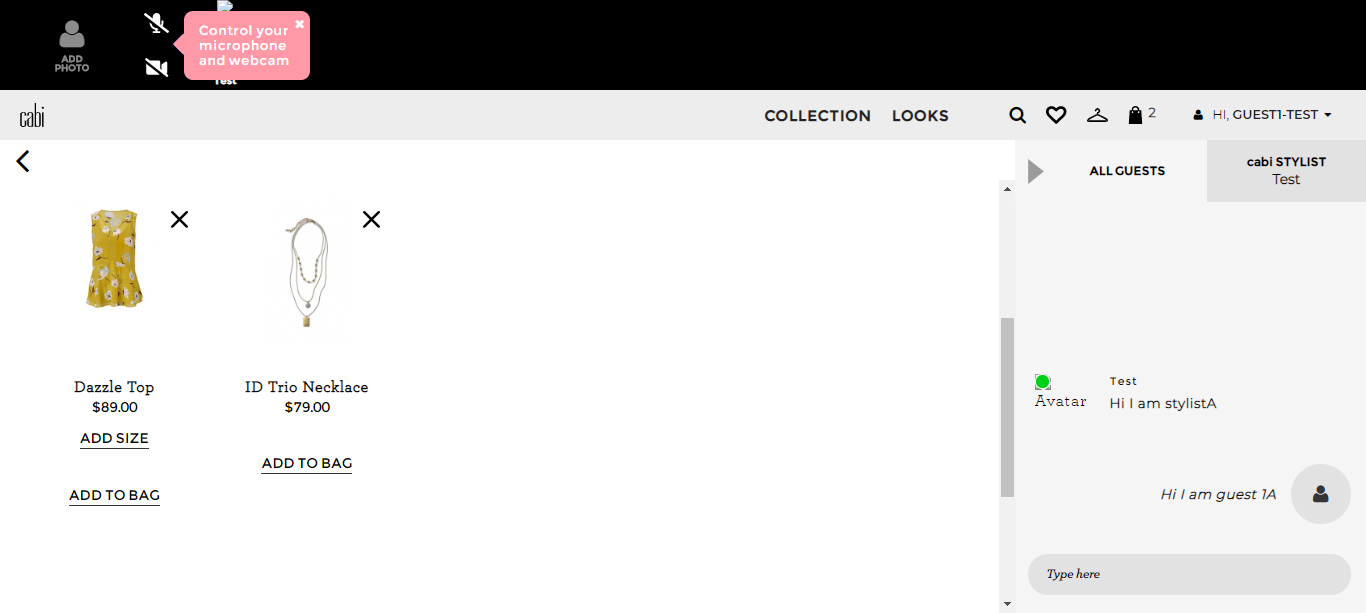 ADD
PHOTO
Control your
microphone
and webcam
Test
cabi
COLLECTION
LOOKS
2
HI, GUEST1-TEST
ALL GUESTS
cabi STYLIST
Test
Dazzle Top
$89.00
ADD SIZE
ADD TO BAG
ID Trio Necklace
$79.00
ADD TO BAG
Avatar
Test
Hi I am stylistA
Hi I am guest 1A
Type here